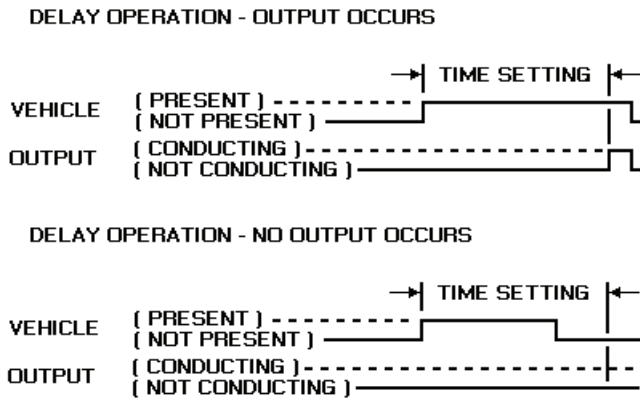 DELAY OPERATION - OUTPUT OCCURS
TIME SETTING
VEHICLE ( PRESENT )
( NOT PRESENT )
OUTPUT ( CONDUCTING )
( NOT CONDUCTING )
DELAY OPERATION - NO OUTPUT OCCURS
TIME SETTING
VEHICLE ( PRESENT )
( NOT PRESENT )
OUTPUT ( CONDUCTING )
( NOT CONDUCTING )